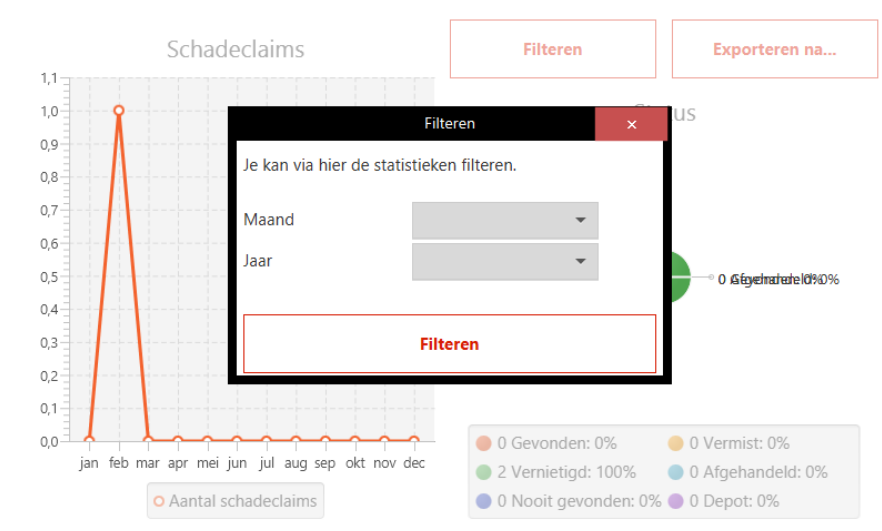 Schadeclaims
Filteren
Exporteren na...
1,1
1,0
0,9
0,8
0,7
0,6
0,5
0,4
0,3
0,2
0,1
0,0
jan feb mar apr mei jun jul aug sep okt nov dec
Aantal schadeclaims
Filteren
×
Je kan via hier de statistieken filteren.
Maand
Jaar
Filteren
0 Gevonden: 0%
0 Vermist: 0%
2 Vernietigd: 100%
0 Afgehandeld: 0%
0 Nooit gevonden: 0%
0 Depot: 0%